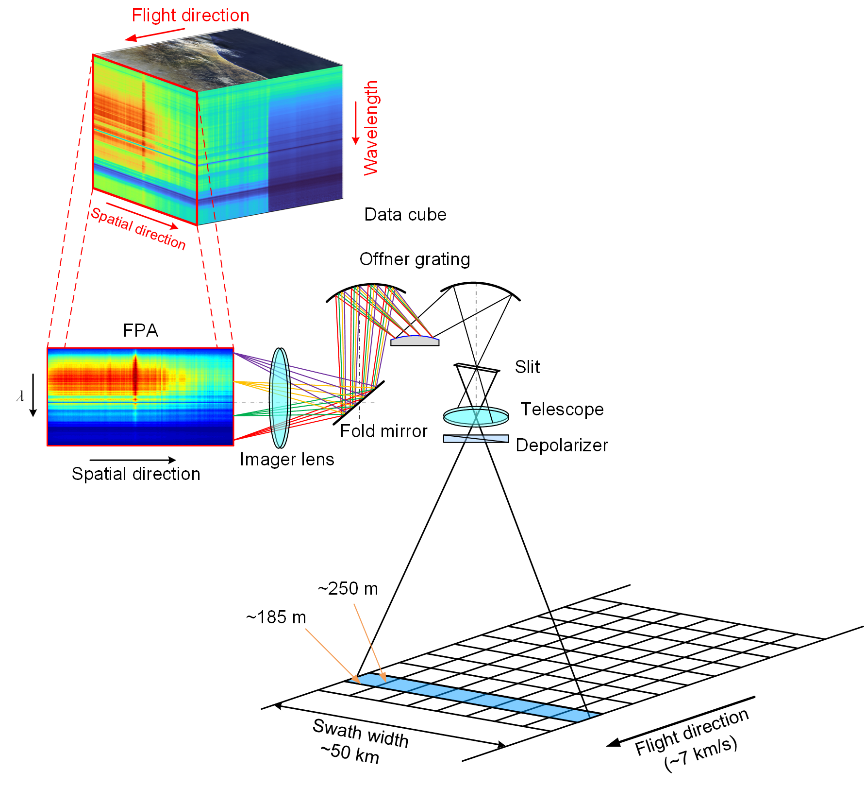 Flight direction
Wavelength
Spatial direction
Data cube
Offner grating
FPA
Slit
λ
Telescope
Fold mirror
Depolarizer
Imager lens
Spatial direction
~250 m
~185 m
Swath width
~50 km
Flight direction
(~7 km/s)